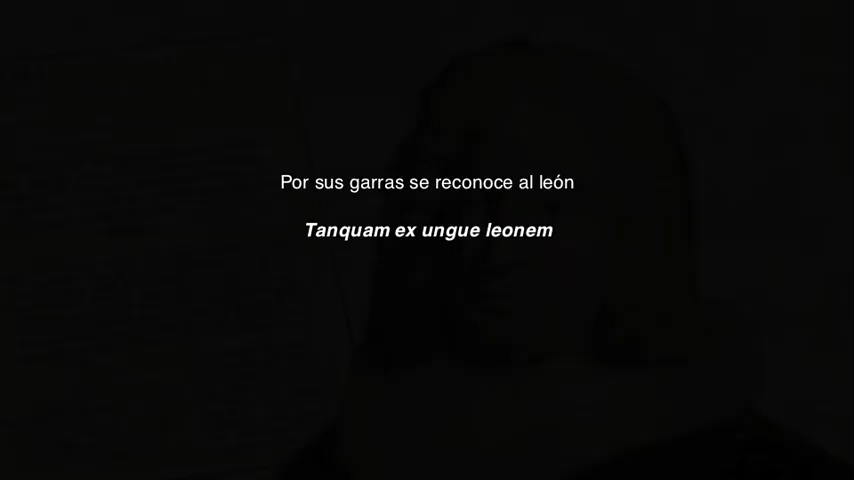 Por sus garras se reconoce al león
Tanquam ex ungue leonem